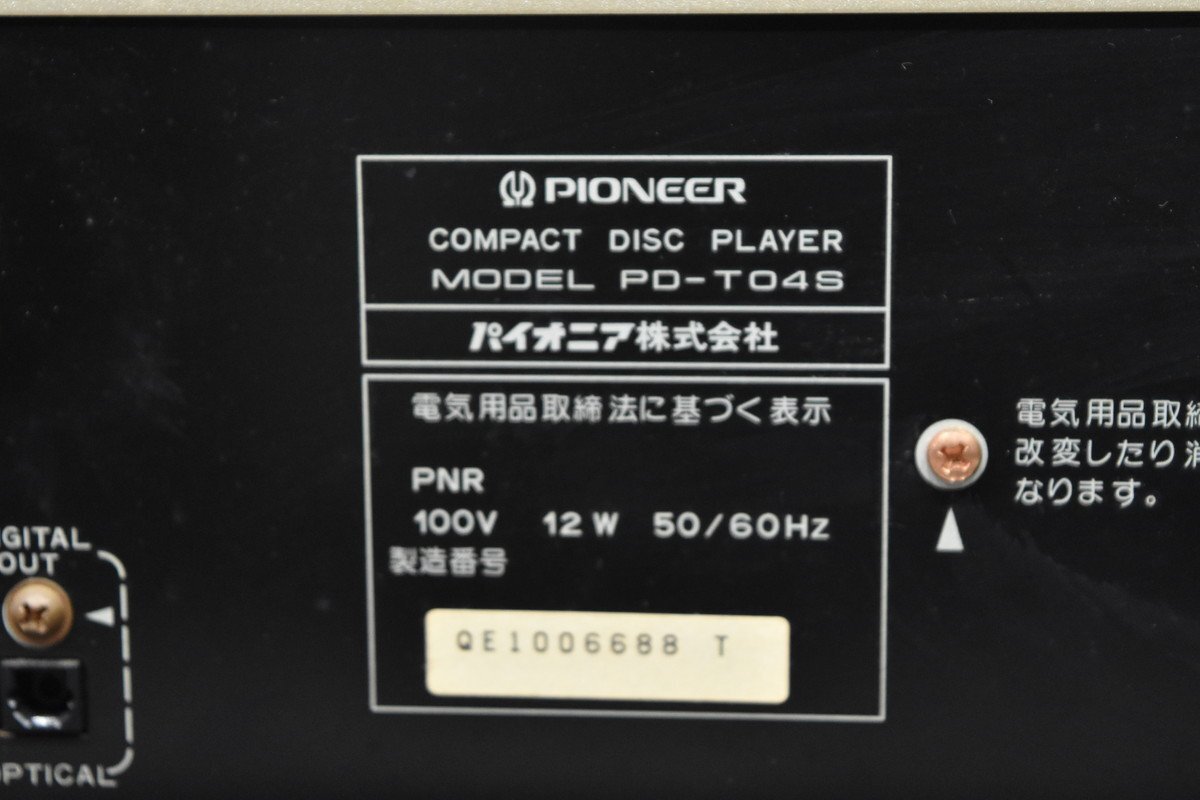 PIONEER
COMPACT DISC PLAYER
MODEL PD-T04S
パイオニア株式会社
電気用品取締法に基づく表示
PNR
100V 12W 50/60Hz
製造番号
QE1006688 T
電気用品取締
改変したり消
なります。
DIGITAL
OUT
OPTICAL